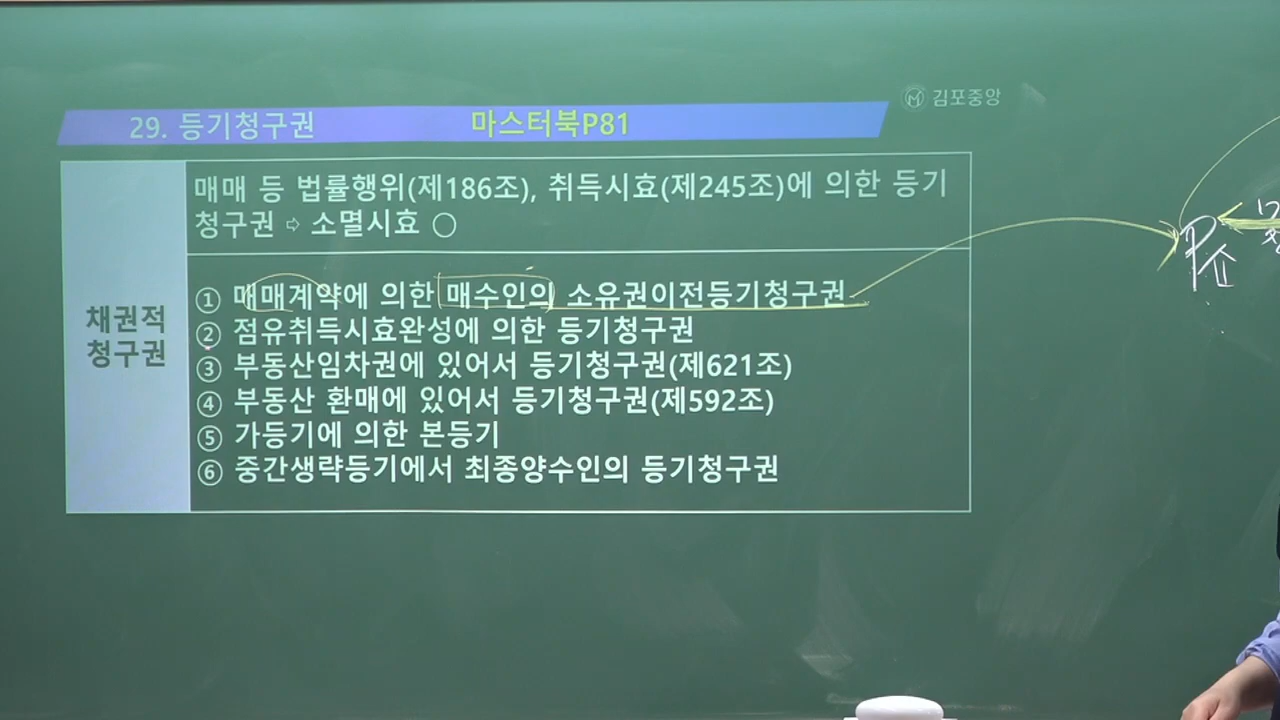 김포중앙
29. 등기청구권 마스터북P81
매매 등 법률행위(제186조), 취득시효(제245조)에 의한 등기
청구권 ⇨ 소멸시효 ○
채권적
청구권
① 매매계약에 의한 매수인의 소유권이전등기청구권
② 점유취득시효완성에 의한 등기청구권
③ 부동산임차권에 있어서 등기청구권(제621조)
④ 부동산 환매에 있어서 등기청구권(제592조)
⑤ 가등기에 의한 본등기
⑥ 중간생략등기에서 최종양수인의 등기청구권